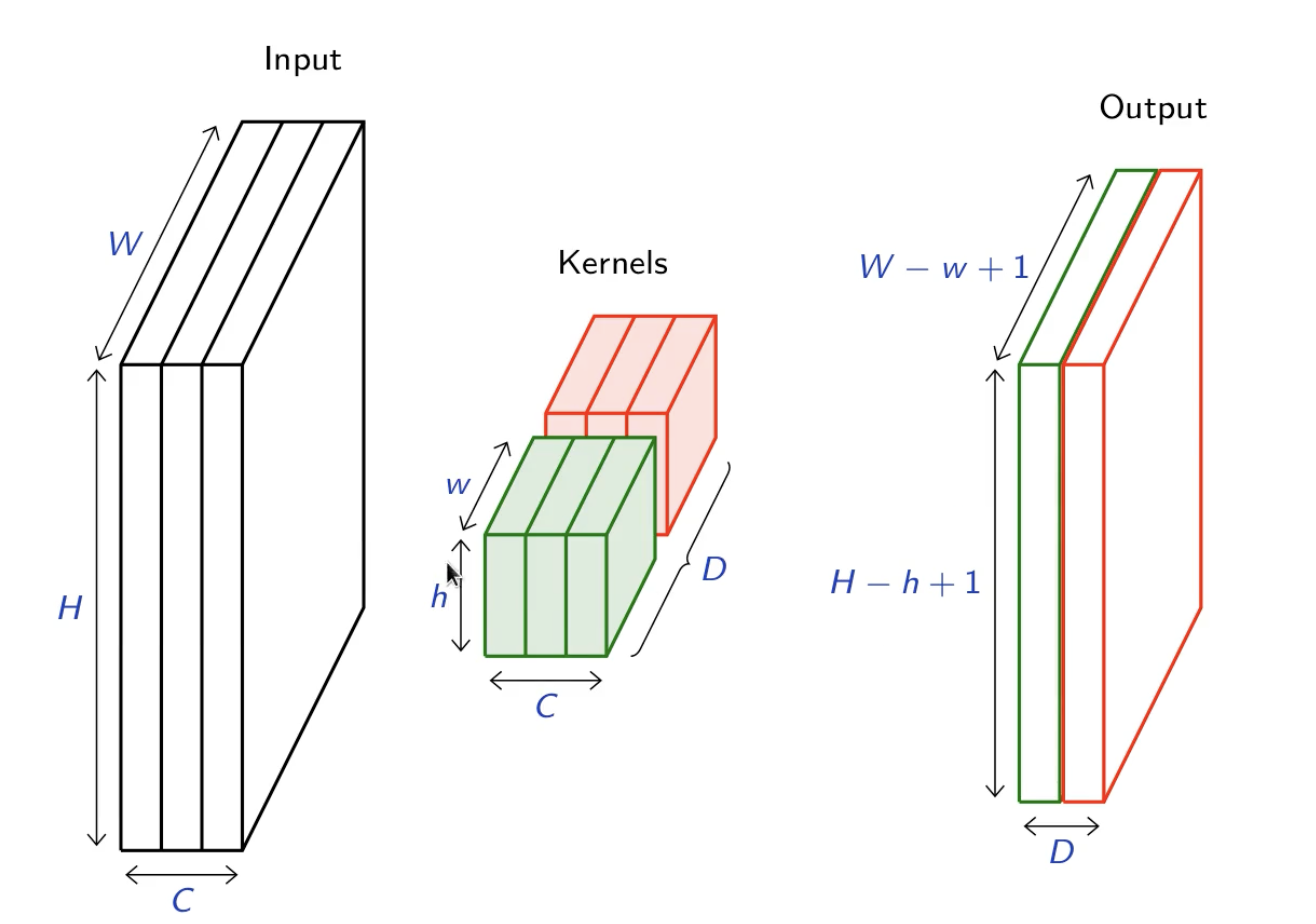 Input
W
H
C
Kernels
w
h
C
D
Output
W − w + 1
H − h + 1
D